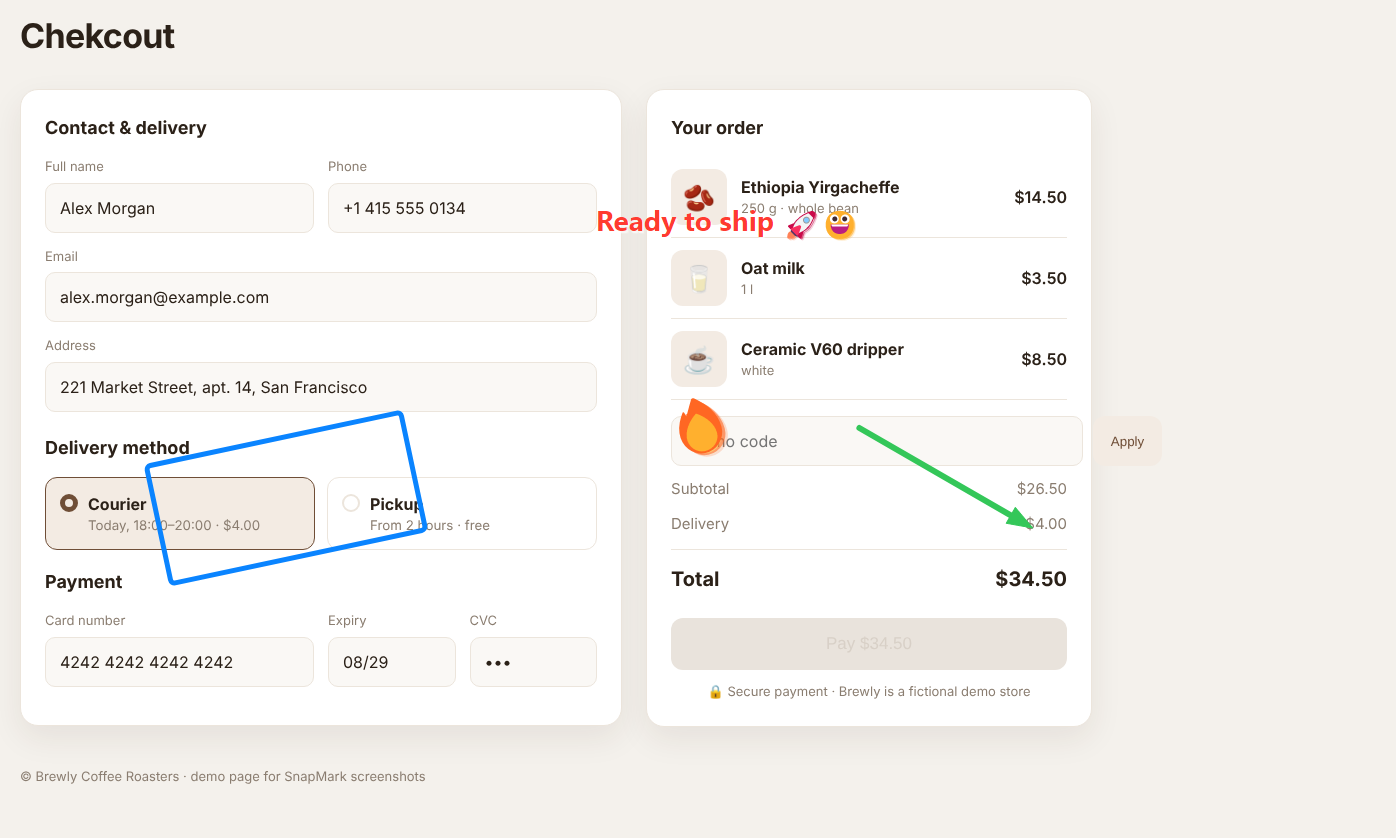 Chekcout
Contact & delivery
Full name
Phone
Alex Morgan
+1 415 555 0134
Email
alex.morgan@example.com
Address
221 Market Street, apt. 14, San Francisco
Delivery method
Courier
Today, 18:00–20:00 · $4.00
Pickup
From 2 hours · free
Payment
Card number
Expiry
CVC
4242 4242 4242 4242
08/29
•••
Your order
Ethiopia Yirgacheffe
250 g · whole bean
$14.50
Ready to ship 🚀 😀
Oat milk
1 l
$3.50
Ceramic V60 dripper
white
$8.50
code
Apply
Subtotal
$26.50
Delivery
$4.00
Total
$34.50
Pay $34.50
🔒 Secure payment · Brewly is a fictional demo store
© Brewly Coffee Roasters · demo page for SnapMark screenshots